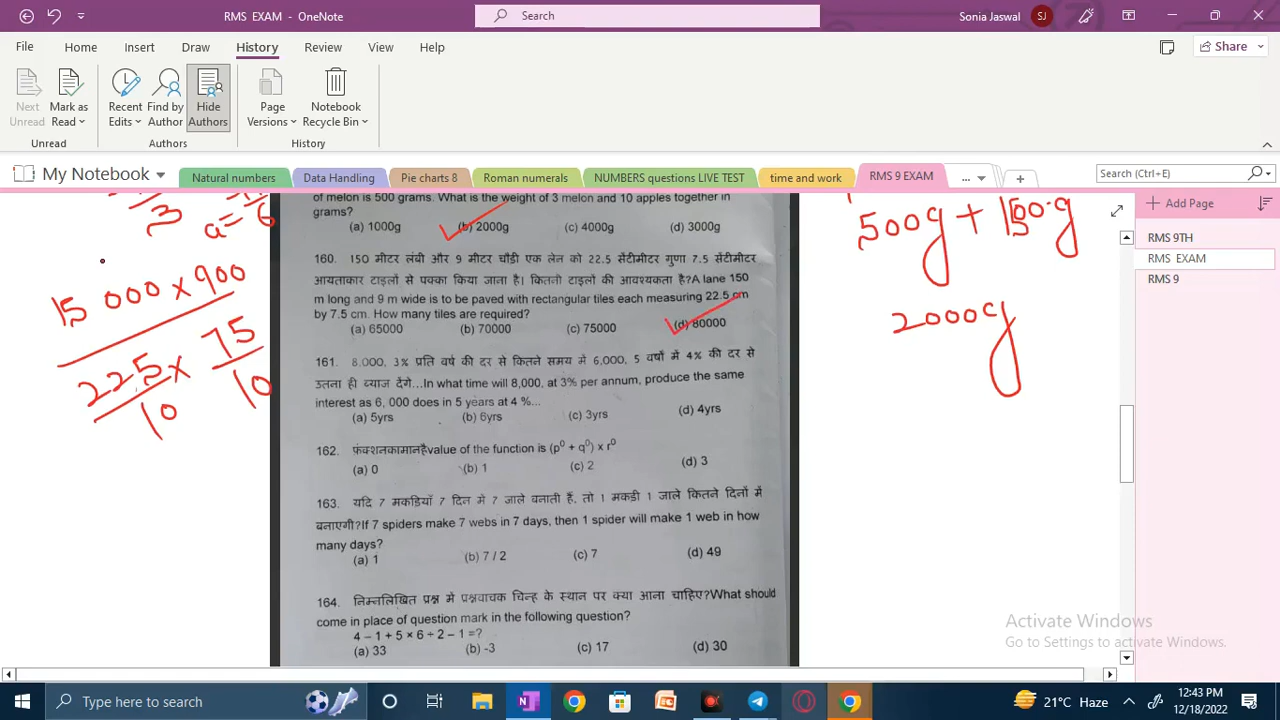 RMS EXAM - OneNote
Search
Sonia Jaswal
SJ
File Home Insert Draw History Review View Help
Share
Next Unread
Mark as Read
Recent Edits
Find by Author
Hide Authors
Page Versions
Notebook Recycle Bin
Unread
Authors
History
My Notebook
Natural numbers
Data Handling
Pie charts 8
Roman numerals
NUMBERS questions LIVE TEST
time and work
RMS 9 EXAM
...
Search (Ctrl+E)
Add Page
RMS 9TH
RMS EXAM
RMS 9
of melon is 500 grams. What is the weight of 3 melon and 10 apples together in
grams?
(a) 1000g (b) 2000g (c) 4000g (d) 3000g
160. 150 मीटर लंबी और 9 मीटर चौड़ी एक लेन को 22.5 सेंटीमीटर गुणा 7.5 सेंटीमीटर
आयताकार टाइलों से पक्का किया जाना है। कितनी टाइलों की आवश्यकता है?A lane 150
m long and 9 m wide is to be paved with rectangular tiles each measuring 22.5 cm
by 7.5 cm. How many tiles are required?
(a) 65000 (b) 70000 (c) 75000 (d) 80000
161. 8,000, 3% प्रति वर्ष की दर से कितने समय में 6,000, 5 वर्षों में 4% की दर से
उतना ही ब्याज देंगे...In what time will 8,000, at 3% per annum, produce the same
interest as 6, 000 does in 5 years at 4 %...
(a) 5yrs (b) 6yrs (c) 3yrs (d) 4yrs
162. फंक्शनकामानहैvalue of the function is (p⁰ + q⁰) x r⁰
(a) 0 (b) 1 (c) 2 (d) 3
163. यदि 7 मकडियाँ 7 दिन मे 7 जाले बनाती हैं, तो 1 मकडी 1 जाले कितने दिनों में
बनाएगी?If 7 spiders make 7 webs in 7 days, then 1 spider will make 1 web in how
many days?
(a) 1 (b) 7 / 2 (c) 7 (d) 49
164. निम्नलिखित प्रश्न में प्रश्नवाचक चिन्ह के स्थान पर क्या आना चाहिए?What should
come in place of question mark in the following question?
4 – 1 + 5 × 6 ÷ 2 – 1 =?
(a) 33 (b) -3 (c) 17 (d) 30
15 000 × 900
225 × 75
10 10
500g + 1500.g
2000g
Activate Windows
Go to Settings to activate Windows.
Type here to search
21°C Haze
12:43 PM
12/18/2022